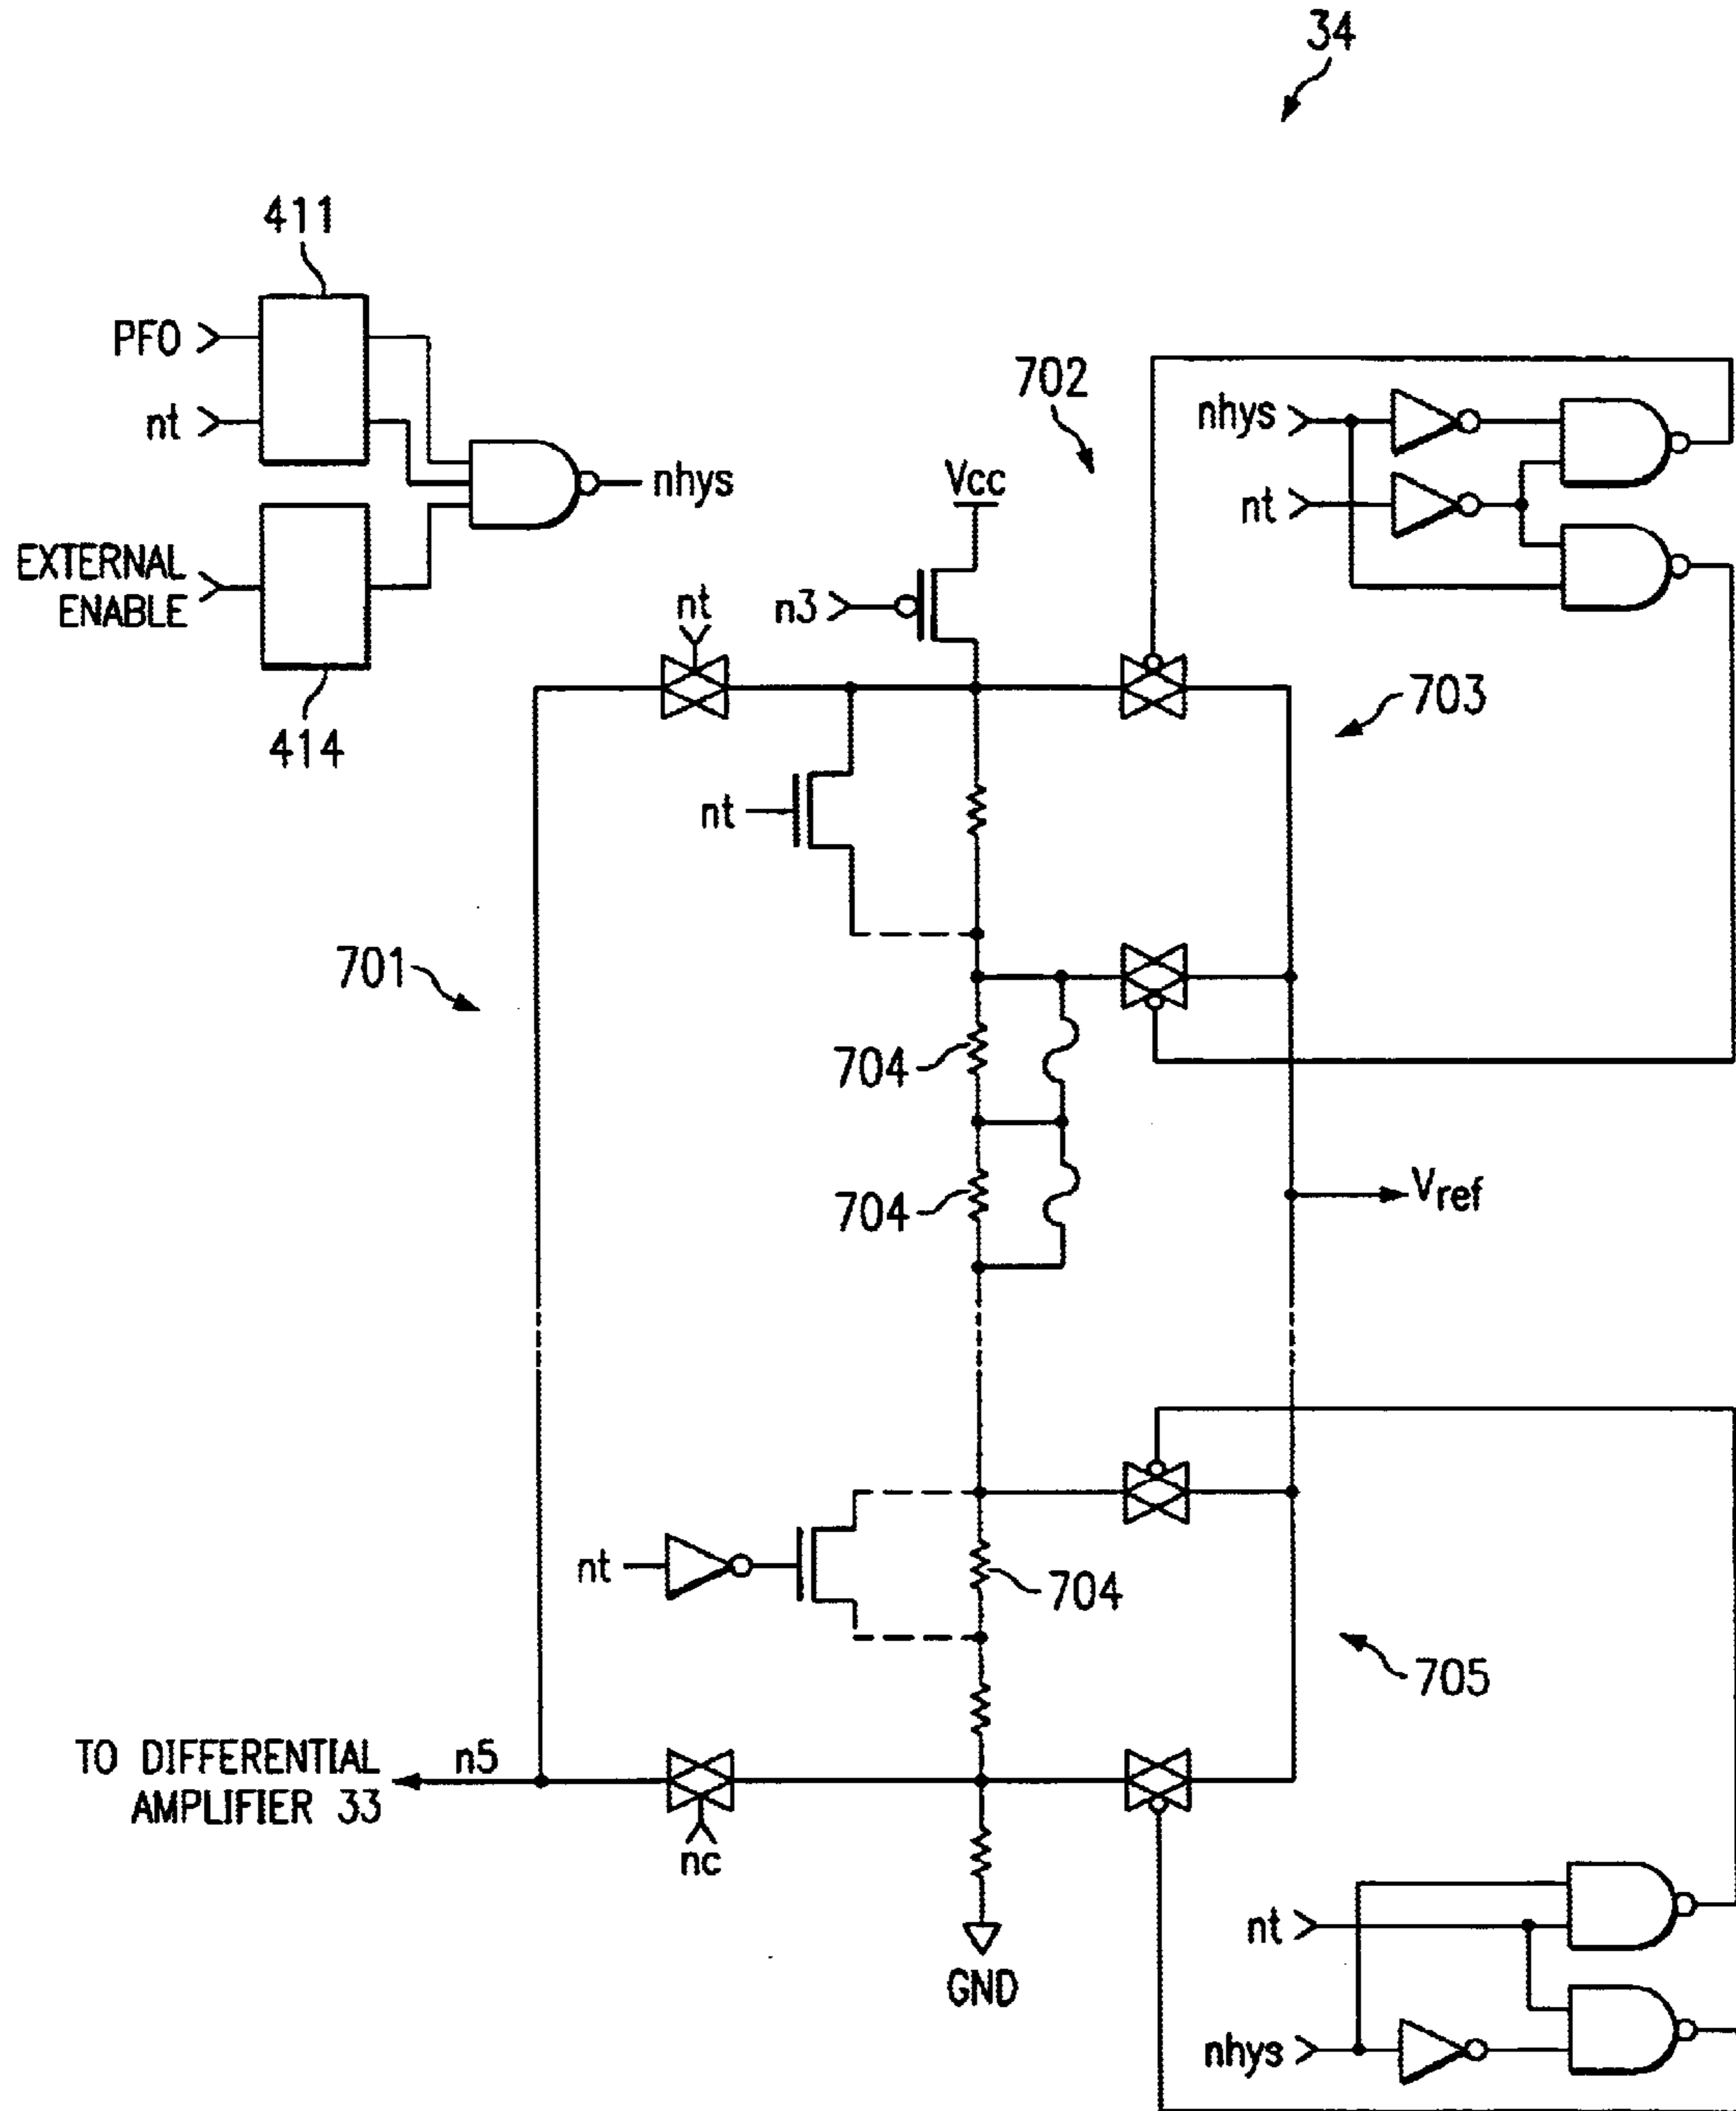 34
411
PFO
nt
nhys
EXTERNAL
ENABLE
414
702
Vcc
nhys
nt
nt
n3
703
nt
701
704
704
Vref
nt
704
705
TO DIFFERENTIAL
AMPLIFIER 33
n5
nc
GND
nt
nhys